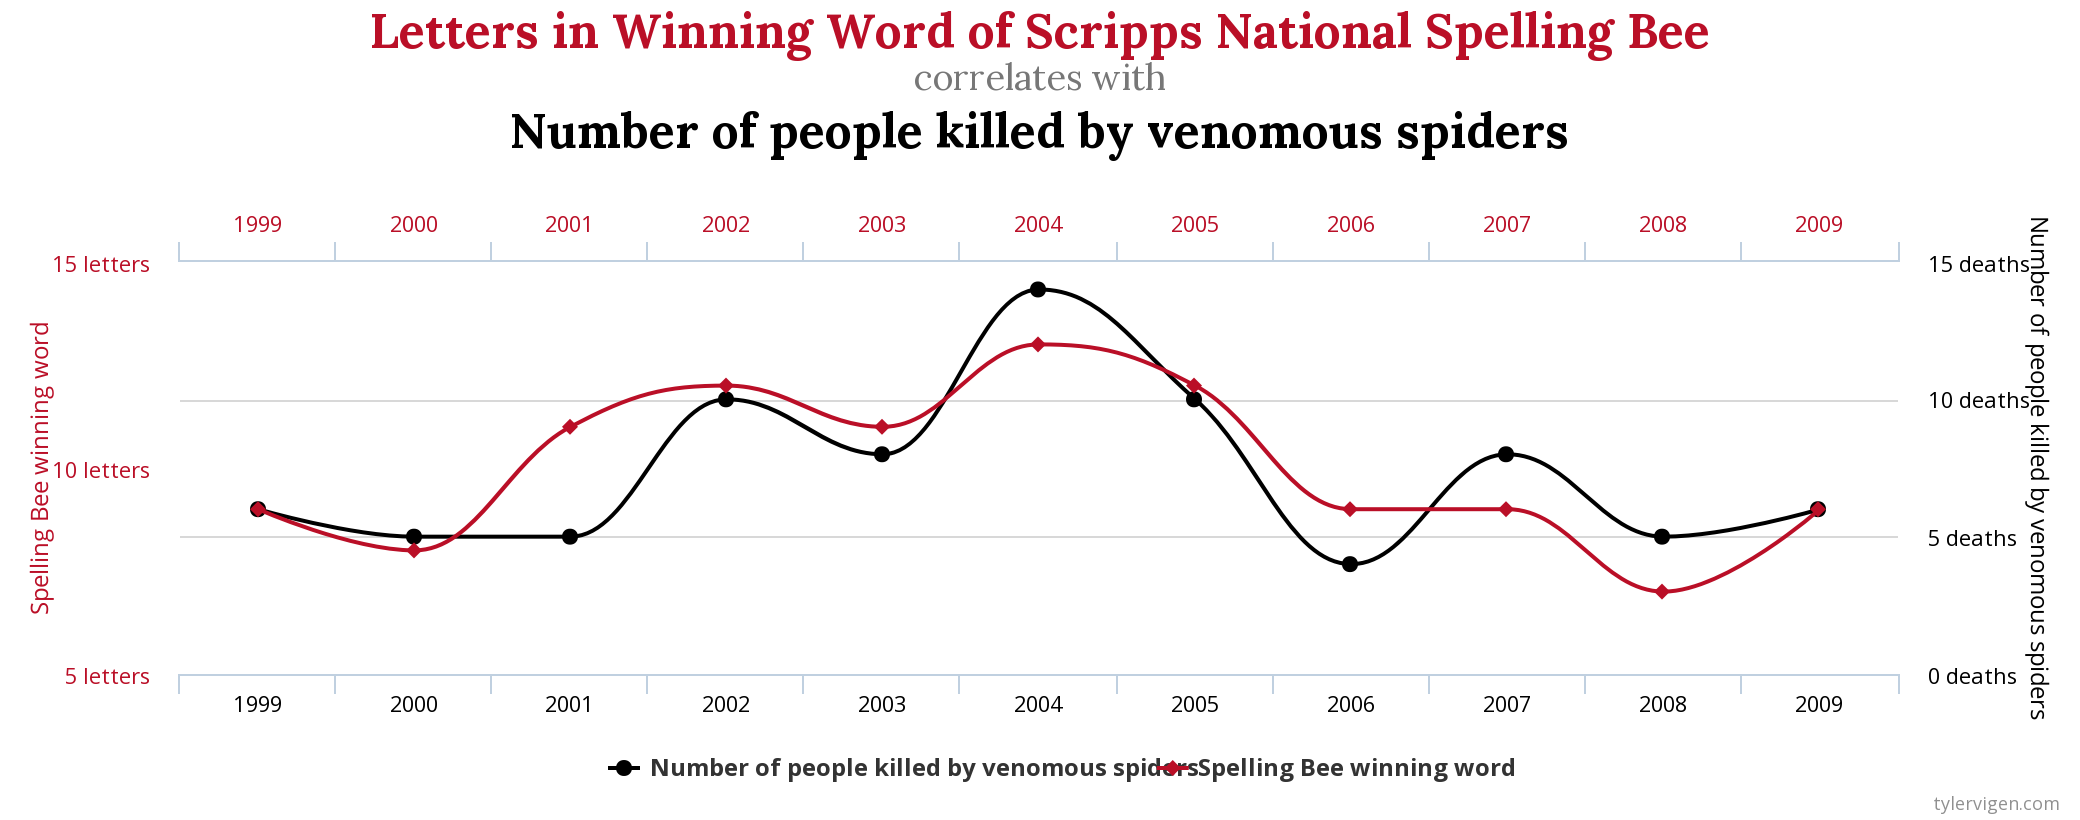 Letters in Winning Word of Scripps National Spelling Bee
correlates with
Number of people killed by venomous spiders
1999 2000 2001 2002 2003 2004 2005 2006 2007 2008 2009
15 letters
10 letters
5 letters
Spelling Bee winning word
15 deaths
10 deaths
5 deaths
0 deaths
Number of people killed by venomous spiders
1999 2000 2001 2002 2003 2004 2005 2006 2007 2008 2009
Number of people killed by venomous spiders Spelling Bee winning word
tylervigen.com